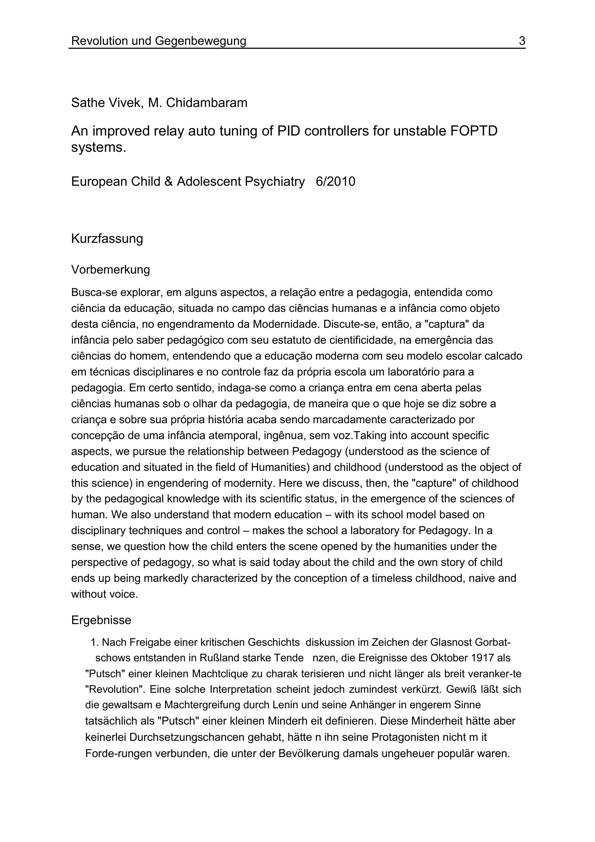 Revolution und Gegenbewegung 3
Sathe Vivek, M. Chidambaram
An improved relay auto tuning of PID controllers for unstable FOPTD
systems.
European Child & Adolescent Psychiatry 6/2010
Kurzfassung
Vorbemerkung
Busca-se explorar, em alguns aspectos, a relação entre a pedagogia, entendida como
ciência da educação, situada no campo das ciências humanas e a infância como objeto
desta ciência, no engendramento da Modernidade. Discute-se, então, a "captura" da
infância pelo saber pedagógico com seu estatuto de cientificidade, na emergência das
ciências do homem, entendendo que a educação moderna com seu modelo escolar calcado
em técnicas disciplinares e no controle faz da própria escola um laboratório para a
pedagogia. Em certo sentido, indaga-se como a criança entra em cena aberta pelas
ciências humanas sob o olhar da pedagogia, de maneira que o que hoje se diz sobre a
criança e sobre sua própria história acaba sendo marcadamente caracterizado por
concepção de uma infância atemporal, ingênua, sem voz.Taking into account specific
aspects, we pursue the relationship between Pedagogy (understood as the science of
education and situated in the field of Humanities) and childhood (understood as the object of
this science) in engendering of modernity. Here we discuss, then, the "capture" of childhood
by the pedagogical knowledge with its scientific status, in the emergence of the sciences of
human. We also understand that modern education – with its school model based on
disciplinary techniques and control – makes the school a laboratory for Pedagogy. In a
sense, we question how the child enters the scene opened by the humanities under the
perspective of pedagogy, so what is said today about the child and the own story of child
ends up being markedly characterized by the conception of a timeless childhood, naive and
without voice.
Ergebnisse
1. Nach Freigabe einer kritischen Geschichts diskussion im Zeichen der Glasnost Gorbat-
schows entstanden in Rußland starke Tende nzen, die Ereignisse des Oktober 1917 als
"Putsch" einer kleinen Machtclique zu charak terisieren und nicht länger als breit veranker-te
"Revolution". Eine solche Interpretation scheint jedoch zumindest verkürzt. Gewiß läßt sich
die gewaltsam e Machtergreifung durch Lenin und seine Anhänger in engerem Sinne
tatsächlich als "Putsch" einer kleinen Minderh eit definieren. Diese Minderheit hätte aber
keinerlei Durchsetzungschancen gehabt, hätte n ihn seine Protagonisten nicht m it
Forde-rungen verbunden, die unter der Bevölkerung damals ungeheuer populär waren.